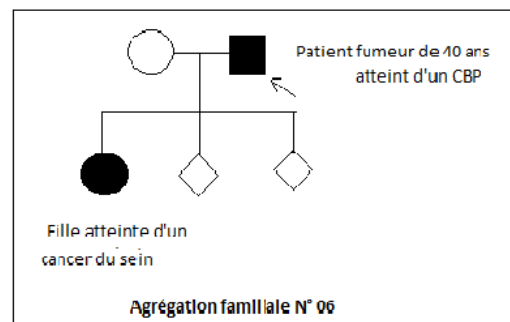 Patient fumeur de 40 ans
atteint d'un CBP
Fille atteinte d'un
cancer du sein
Agrégation familiale N° 06